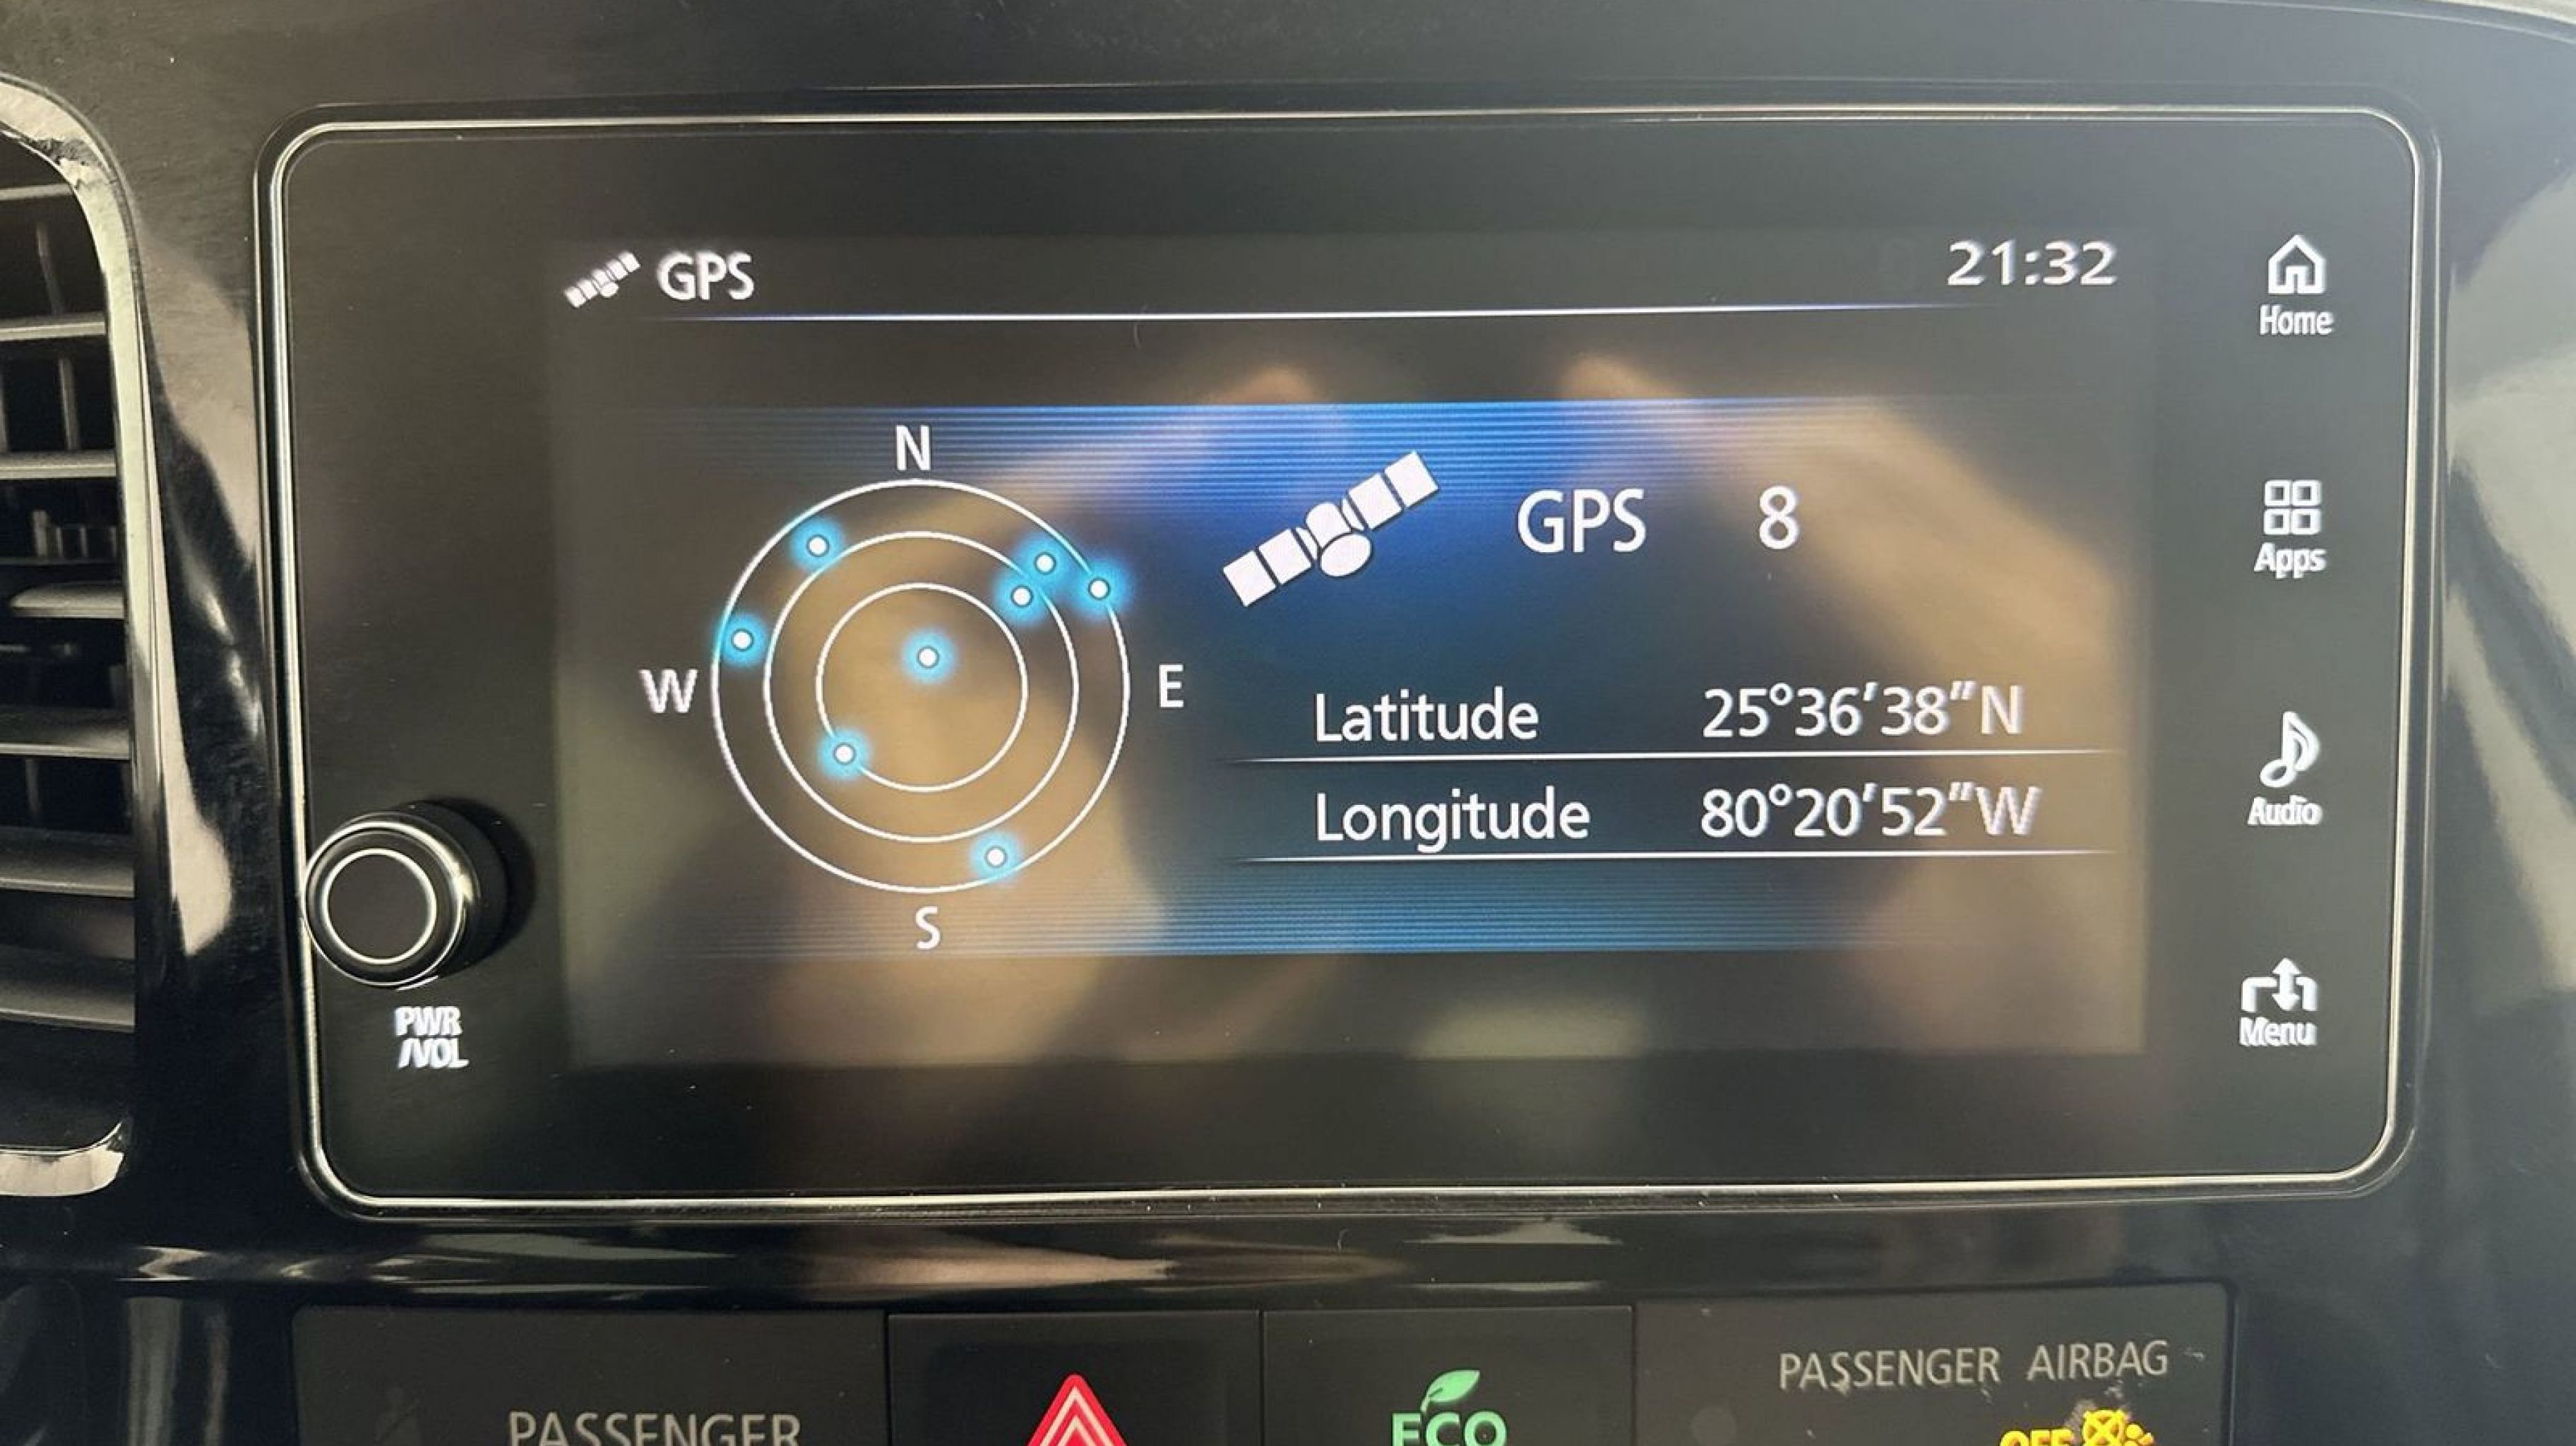 GPS
21:32
Home
N
GPS 8
Apps
W
E
Latitude 25°36'38"N
Longitude 80°20'52"W
Audio
S
Menu
PWR
/VOL
PASSENGER AIRBAG
PASSENGER
ECO
OFF